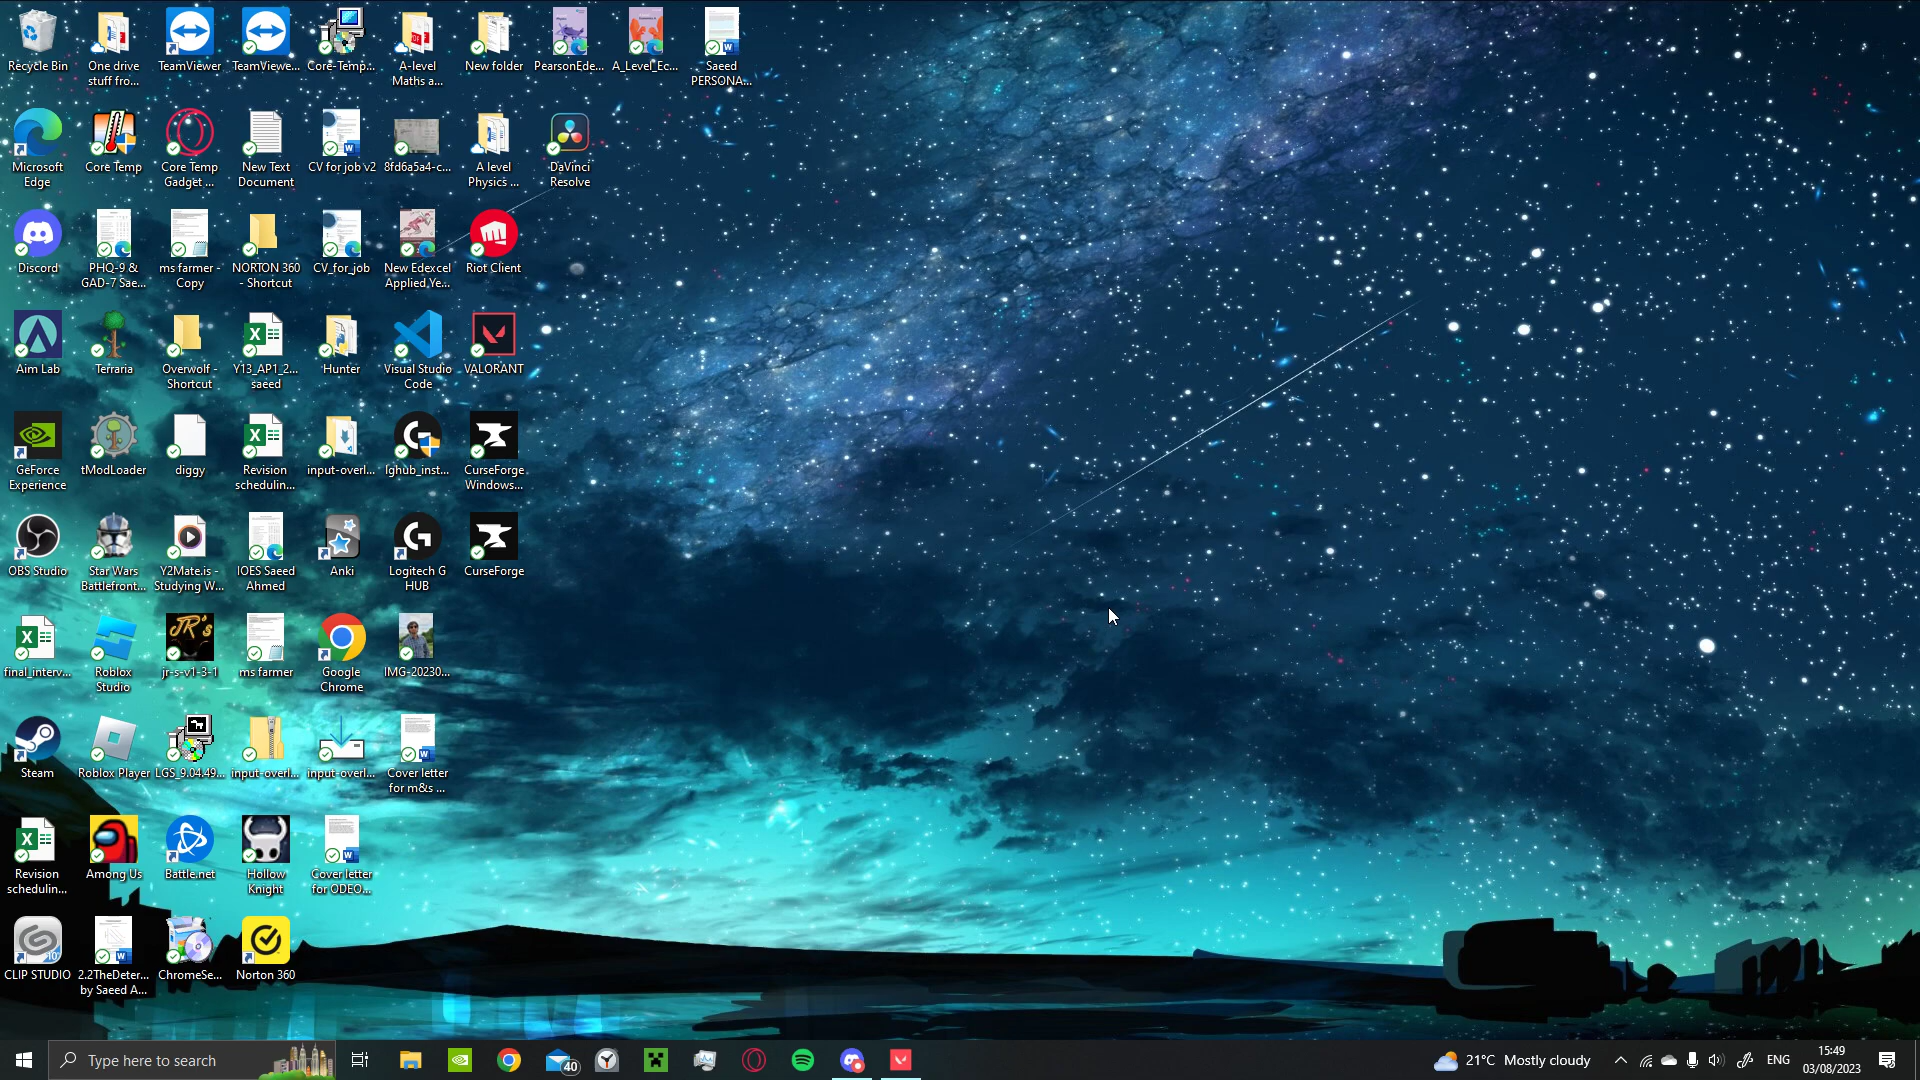 Recycle Bin
One drive
stuff fro...
TeamViewer
TeamViewe...
Core-Temp...
A-level
Maths a...
New folder
PearsonEde...
A_Level_Ec...
Saeed
PERSONA...
Microsoft
Edge
Core Temp
Core Temp
Gadget ...
New Text
Document
CV for job v2
8fd6a5a4-c...
A level
Physics ...
DaVinci
Resolve
Discord
PHQ-9 &
GAD-7 Sae...
ms farmer -
Copy
NORTON 360
- Shortcut
CV_for_job
New Edexcel
Applied Ye...
Riot Client
Aim Lab
Terraria
Overwolf -
Shortcut
Y13_AP1_2...
saeed
Hunter
Visual Studio
Code
VALORANT
GeForce
Experience
tModLoader
diggy
Revision
schedulin...
input-overl...
lghub_inst...
CurseForge
Windows...
OBS Studio
Star Wars
Battlefront...
Y2Mate.is -
Studying W...
IOES Saeed
Ahmed
Anki
Logitech G
HUB
CurseForge
final_interv...
Roblox
Studio
JR's
jr-s-v1-3-1
ms farmer
Google
Chrome
IMG-20230...
Steam
Roblox Player
LGS_9.04.49...
input-overl...
input-overl...
Cover letter
for m&s ...
Revision
schedulin...
Among Us
Battle.net
Hollow
Knight
Cover letter
for ODEO...
CLIP STUDIO
2.2TheDeter...
by Saeed A...
ChromeSe...
Norton 360
Type here to search
40
21°C Mostly cloudy
ENG
15:49
03/08/2023